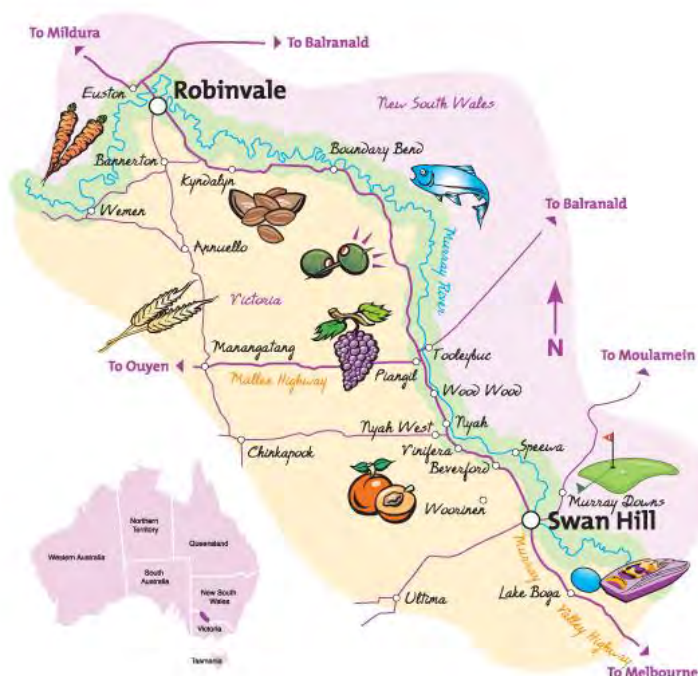 To Mildura
To Balranald
Euston
Robinvale
New South Wales
Bannerton
Kyndalyn
Boundary Bend
Wemen
Annuello
To Balranald
Murray River
Victoria
N
Manangatang
Tooleybuc
To Ouyen
Mallee Highway
Piangil
To Moulamein
Wood Wood
Nyah West
Nyah
Chinkapook
Vinifera
Speewa
Beverford
Woorinen
Murray Downs
Swan Hill
Ultima
Lake Boga
Murray Valley Highway
To Melbourne
Northern
Territory
Western Australia
Queensland
South
Australia
New South
Wales
Victoria
Tasmania